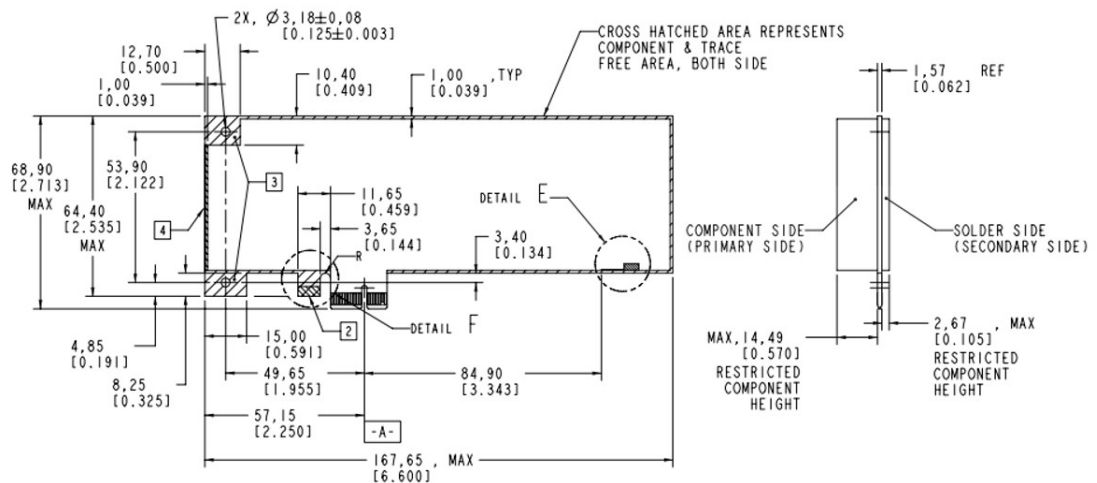 2X, Ø3,18±0,08
[0.125±0.003]
12,70
[0.500]
1,00
[0.039]
10,40
[0.409]
1,00 ,TYP
[0.039]
CROSS HATCHED AREA REPRESENTS
COMPONENT & TRACE
FREE AREA, BOTH SIDE
1,57 REF
[0.062]
68,90
[2.713]
MAX
53,90
[2.122]
64,40
[2.535]
MAX
3
4
11,65
[0.459]
3,65
[0.144]
R
DETAIL E
3,40
[0.134]
COMPONENT SIDE
(PRIMARY SIDE)
SOLDER SIDE
(SECONDARY SIDE)
2
DETAIL F
4,85
[0.191]
8,25
[0.325]
15,00
[0.591]
49,65
[1.955]
84,90
[3.343]
57,15
[2.250]
-A-
167,65 , MAX
[6.600]
MAX,14,49
[0.570]
RESTRICTED
COMPONENT
HEIGHT
2,67 , MAX
[0.105]
RESTRICTED
COMPONENT
HEIGHT